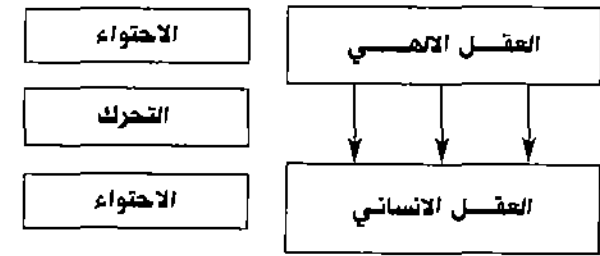 العقل الالهي
الاحتواء
التحرك
العقل الانساني
الاحتواء